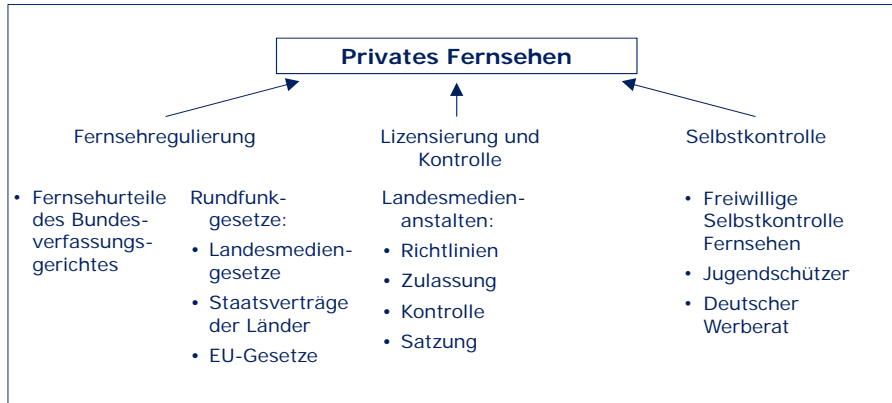 Privates Fernsehen
Fernsehregulierung
• Fernsehurteile
des Bundes-
verfassungs-
gerichtes
Rundfunk-
gesetze:
• Landesmedien-
gesetze
• Staatsverträge
der Länder
• EU-Gesetze
Lizensierung und
Kontrolle
Landesmedien-
anstalten:
• Richtlinien
• Zulassung
• Kontrolle
• Satzung
Selbstkontrolle
• Freiwillige
Selbstkontrolle
Fernsehen
• Jugendschützer
• Deutscher
Werberat